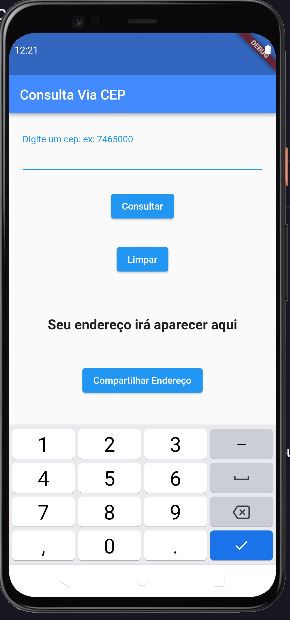 12:21
DEBUG
Consulta Via CEP
Digite um cep: ex: 7465000
Consultar
Limpar
Seu endereço irá aparecer aqui
Compartilhar Endereço
1 2 3 –
4 5 6
7 8 9
, 0 .